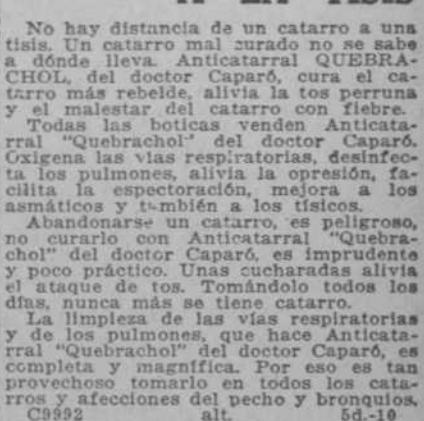 A LA TISIS
No hay distancia de un catarro a una
tisis. Un catarro mal curado no se sabe
a dónde lleva. Anticatarral QUEBRA-
CHOL, del doctor Caparó, cura el ca-
tarro más rebelde, alivia la tos perruna
y el malestar del catarro con fiebre.
Todas las boticas venden Anticata-
rral "Quebrachol" del doctor Caparó.
Oxigena las vías respiratorias, desinfec-
ta los pulmones, alivia la opresión, fa-
cilita la espectoración, mejora a los
asmáticos y también a los tísicos.
Abandonarse un catarro, es peligroso,
no curarlo con Anticatarral "Quebra-
chol" del doctor Caparó, es imprudente
y poco práctico. Unas cucharadas alivia
el ataque de tos. Tomándolo todos los
días, nunca más se tiene catarro.
La limpieza de las vías respiratorias
y de los pulmones, que hace Anticata-
rral "Quebrachol" del doctor Caparó, es
completa y magnífica. Por eso es tan
provechoso tomarlo en todos los cata-
rros y afecciones del pecho y bronquios.
C9992 alt. 5d.-10